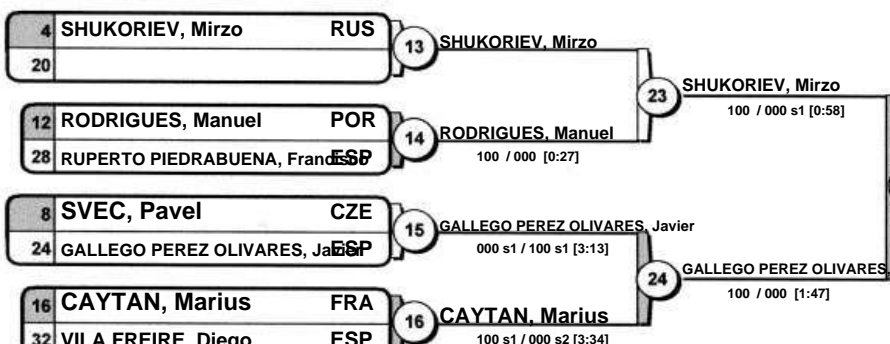 4 SHUKORIEV, Mirzo RUS
20
13
SHUKORIEV, Mirzo
12 RODRIGUES, Manuel POR
28 RUPERTO PIEDRABUENA, Francisco ESP
14
RODRIGUES, Manuel
100 / 000 [0:27]
23
SHUKORIEV, Mirzo
100 / 000 s1 [0:58]
8 SVEC, Pavel CZE
24 GALLEGO PEREZ OLIVARES, Javier ESP
15
GALLEGO PEREZ OLIVARES, Javier
000 s1 / 100 s1 [3:13]
16 CAYTAN, Marius FRA
32 VILA FREIRE, Diego ESP
16
CAYTAN, Marius
100 s1 / 000 s2 [3:34]
24
GALLEGO PEREZ OLIVARES,
100 / 000 [1:47]